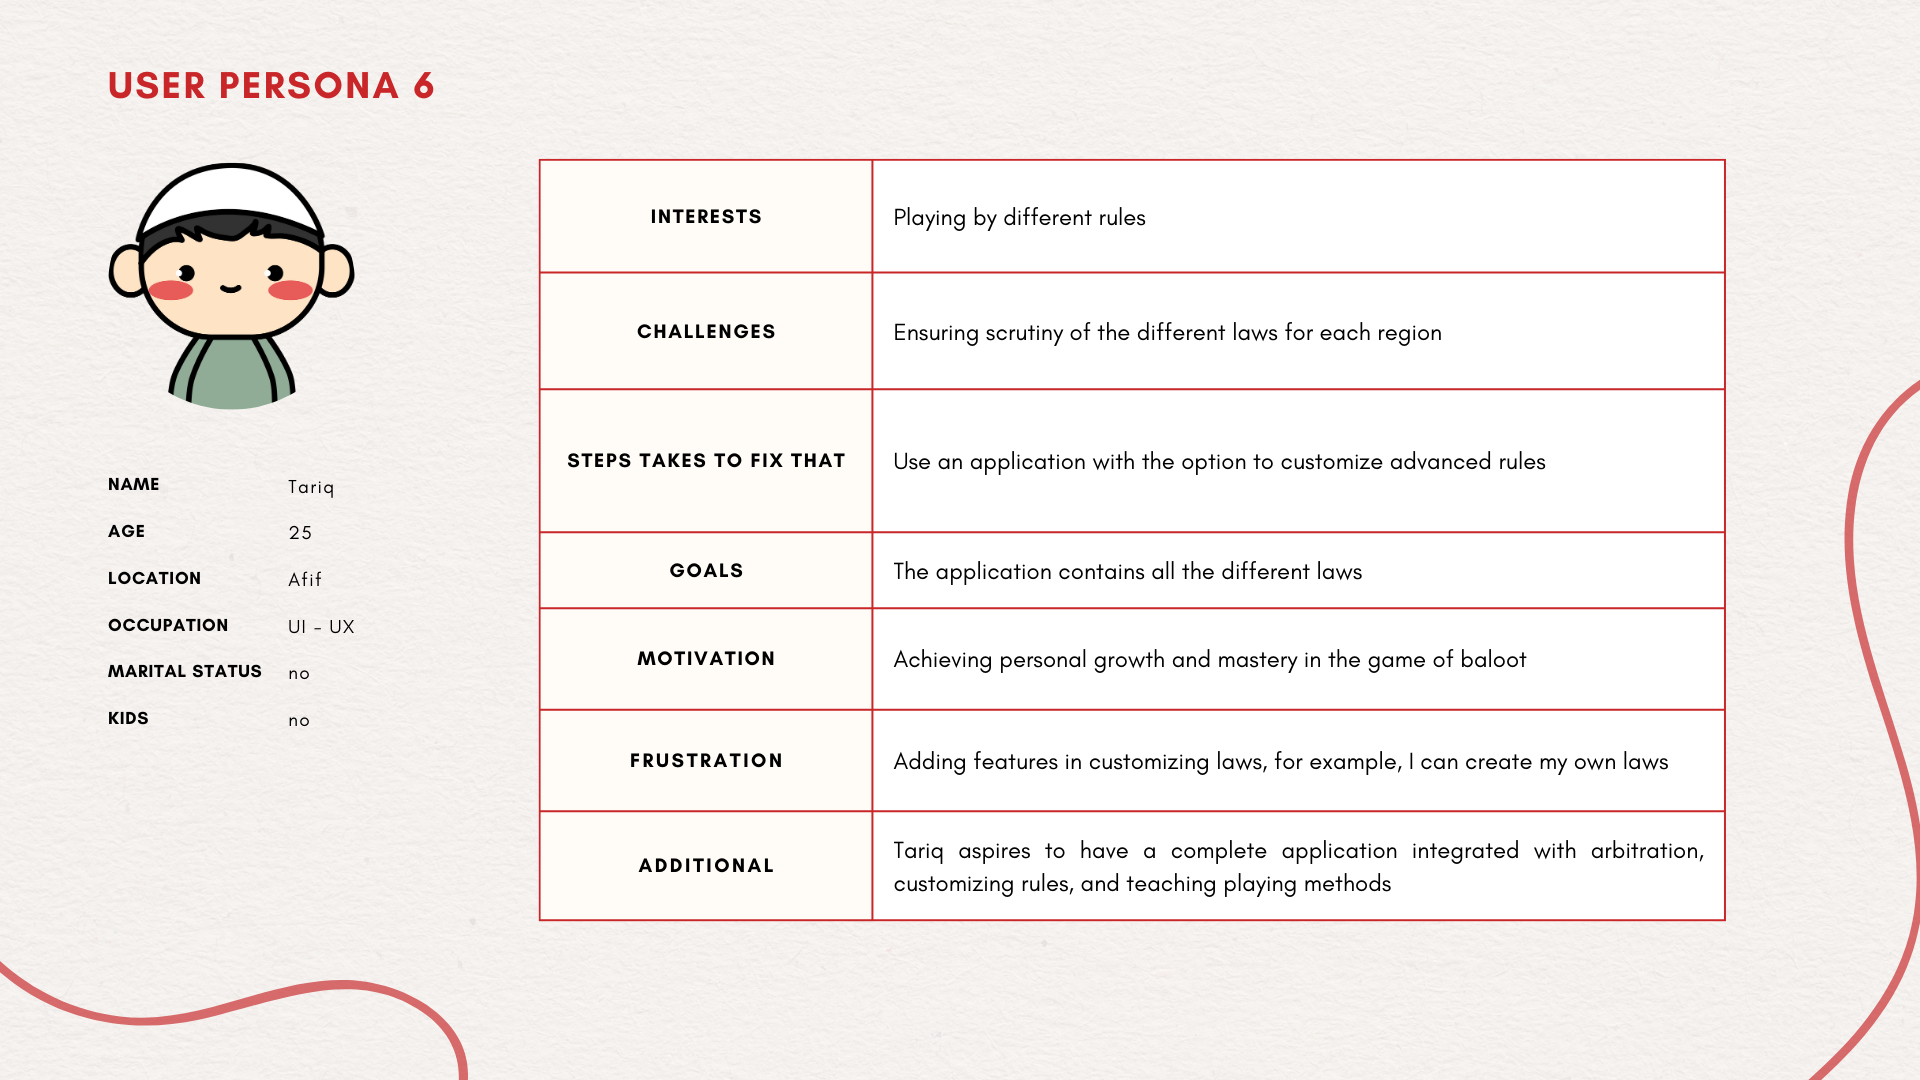 USER PERSONA 6
NAME Tariq
AGE 25
LOCATION Afif
OCCUPATION UI - UX
MARITAL STATUS no
KIDS no
INTERESTS Playing by different rules
CHALLENGES Ensuring scrutiny of the different laws for each region
STEPS TAKES TO FIX THAT Use an application with the option to customize advanced rules
GOALS The application contains all the different laws
MOTIVATION Achieving personal growth and mastery in the game of baloot
FRUSTRATION Adding features in customizing laws, for example, I can create my own laws
ADDITIONAL Tariq aspires to have a complete application integrated with arbitration,
customizing rules, and teaching playing methods